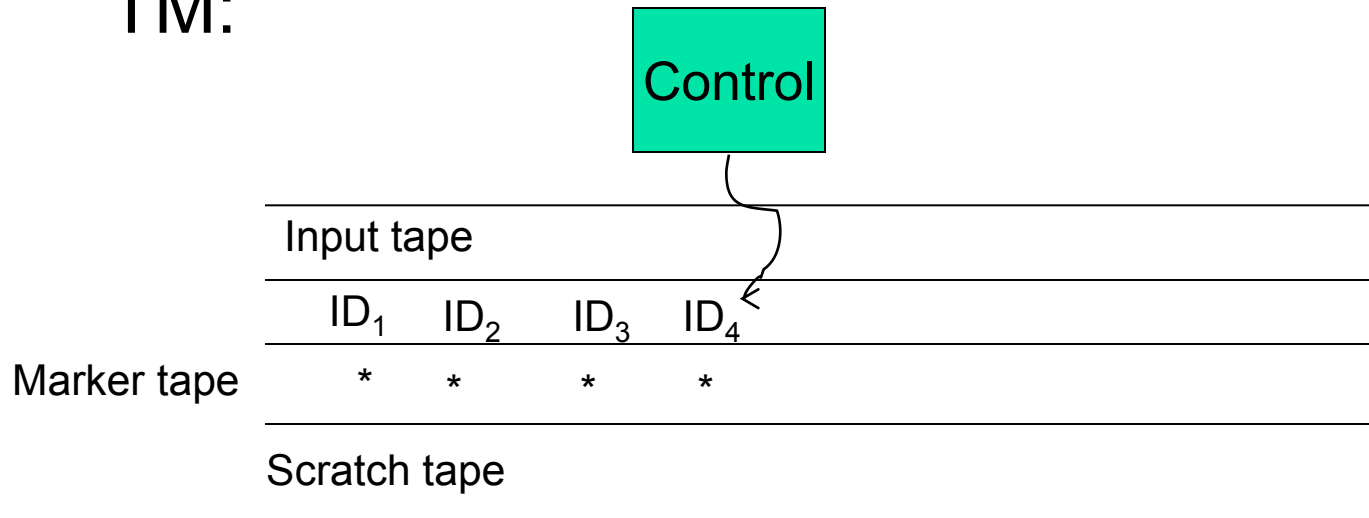 TM:
Control
Input tape
ID₁ ID₂ ID₃ ID₄
Marker tape * * * *
Scratch tape